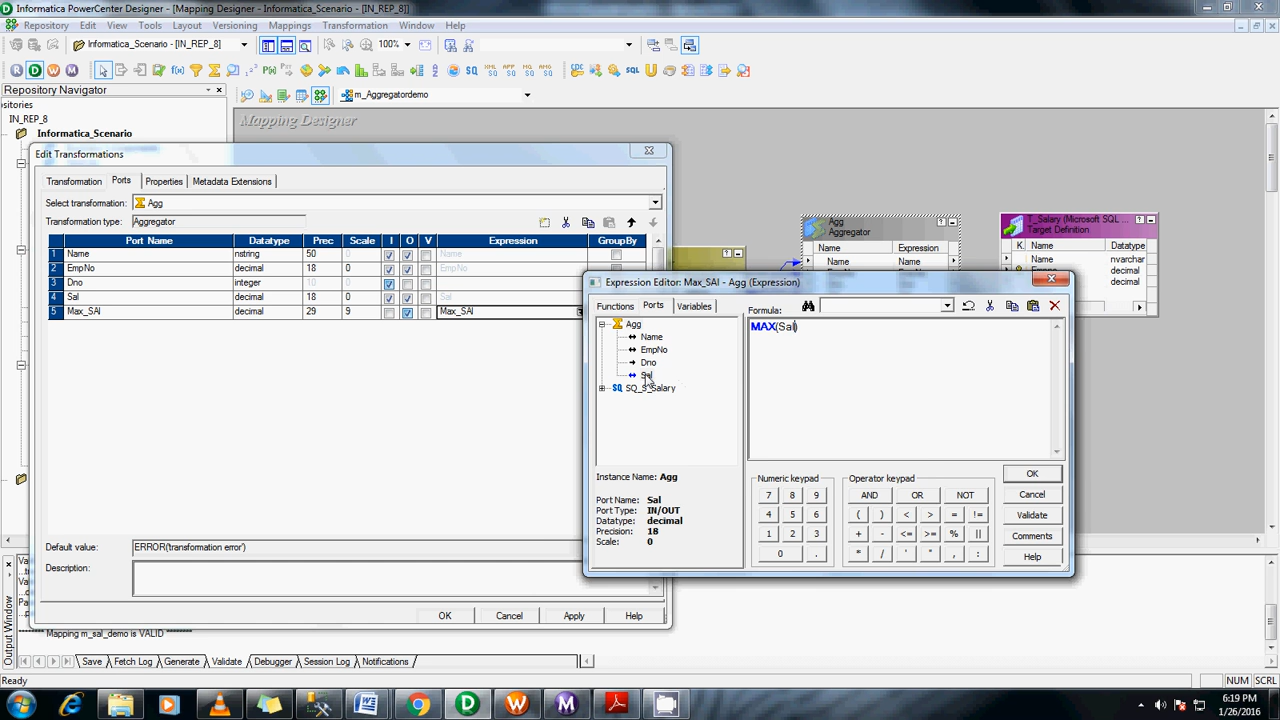 Informatica PowerCenter Designer - [Mapping Designer - Informatica_Scenario - [IN_REP_8]]
Repository Edit View Tools Layout Versioning Mappings Transformation Window Help
Informatica_Scenario - [IN_REP_8] 100%
Repository Navigator
m_Aggregatordemo
IN_REP_8
Informatica_Scenario
Mapping Designer
Edit Transformations
Transformation Ports Properties Metadata Extensions
Select transformation: Agg
Transformation type: Aggregator
Port Name Datatype Prec Scale I O V Expression GroupBy
1 Name nstring 50 0 Name
2 EmpNo decimal 18 0 EmpNo
3 Dno integer 10 0
4 Sal decimal 18 0 Sal
5 Max_SAl decimal 29 9 Max_SAl
Default value: ERROR('transformation error')
Description:
OK Cancel Apply Help
Agg
Aggregator
Name Expression
Name Name
T_Salary (Microsoft SQL ...
Target Definition
K. Name Datatype
Name nvarchar
Empno decimal
decimal
decimal
Expression Editor: Max_SAl - Agg (Expression)
Functions Ports Variables
Formula:
Agg
Name
EmpNo
Dno
Sal
SQ_S_Salary
MAX(Sal)
Instance Name: Agg
Port Name: Sal
Port Type: IN/OUT
Datatype: decimal
Precision: 18
Scale: 0
Numeric keypad
7 8 9
4 5 6
1 2 3
0 .
Operator keypad
AND OR NOT
( ) < > = !=
+ - <= >= % ||
* / ' " , :
OK
Cancel
Validate
Comments
Help
Output Window
******** Mapping m_sal_demo is VALID ********
Save Fetch Log Generate Validate Debugger Session Log Notifications
Ready NUM SCRL
6:19 PM
1/26/2016